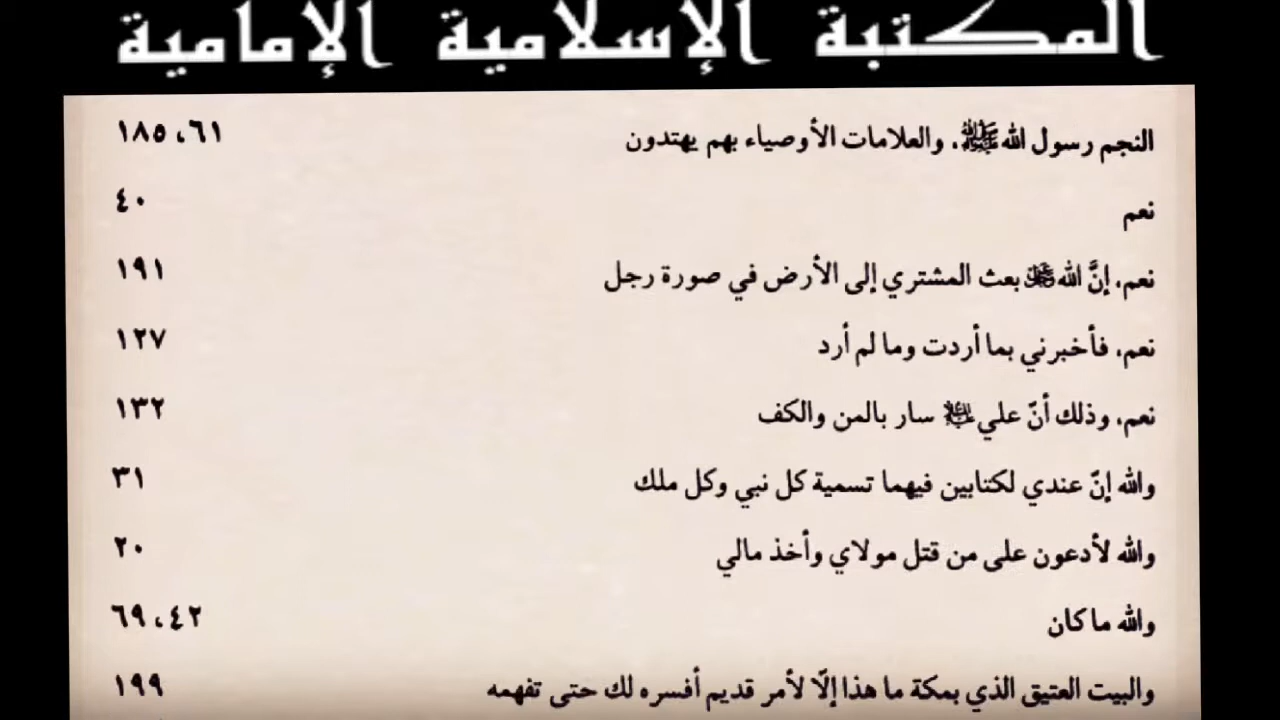 المكتبة الإسلامية الإمامية
النجم رسول الله ﷺ، والعلامات الأوصياء بهم يهتدون ٦١، ١٨٥
نعم ٤٠
نعم، إنَّ الله بعث المشتري إلى الأرض في صورة رجل ١٩١
نعم، فأخبرني بما أردت وما لم أرد ١٢٧
نعم، وذلك أنّ علي سار بالمن والكف ١٣٢
والله إنّ عندي لكتابين فيهما تسمية كل نبي وكل ملك ٣١
والله لأدعون على من قتل مولاي وأخذ مالي ٢٠
والله ما كان ٤٢، ٦٩
والبيت العتيق الذي بمكة ما هذا إلّا لأمر قديم أفسره لك حتى تفهمه ١٩٩